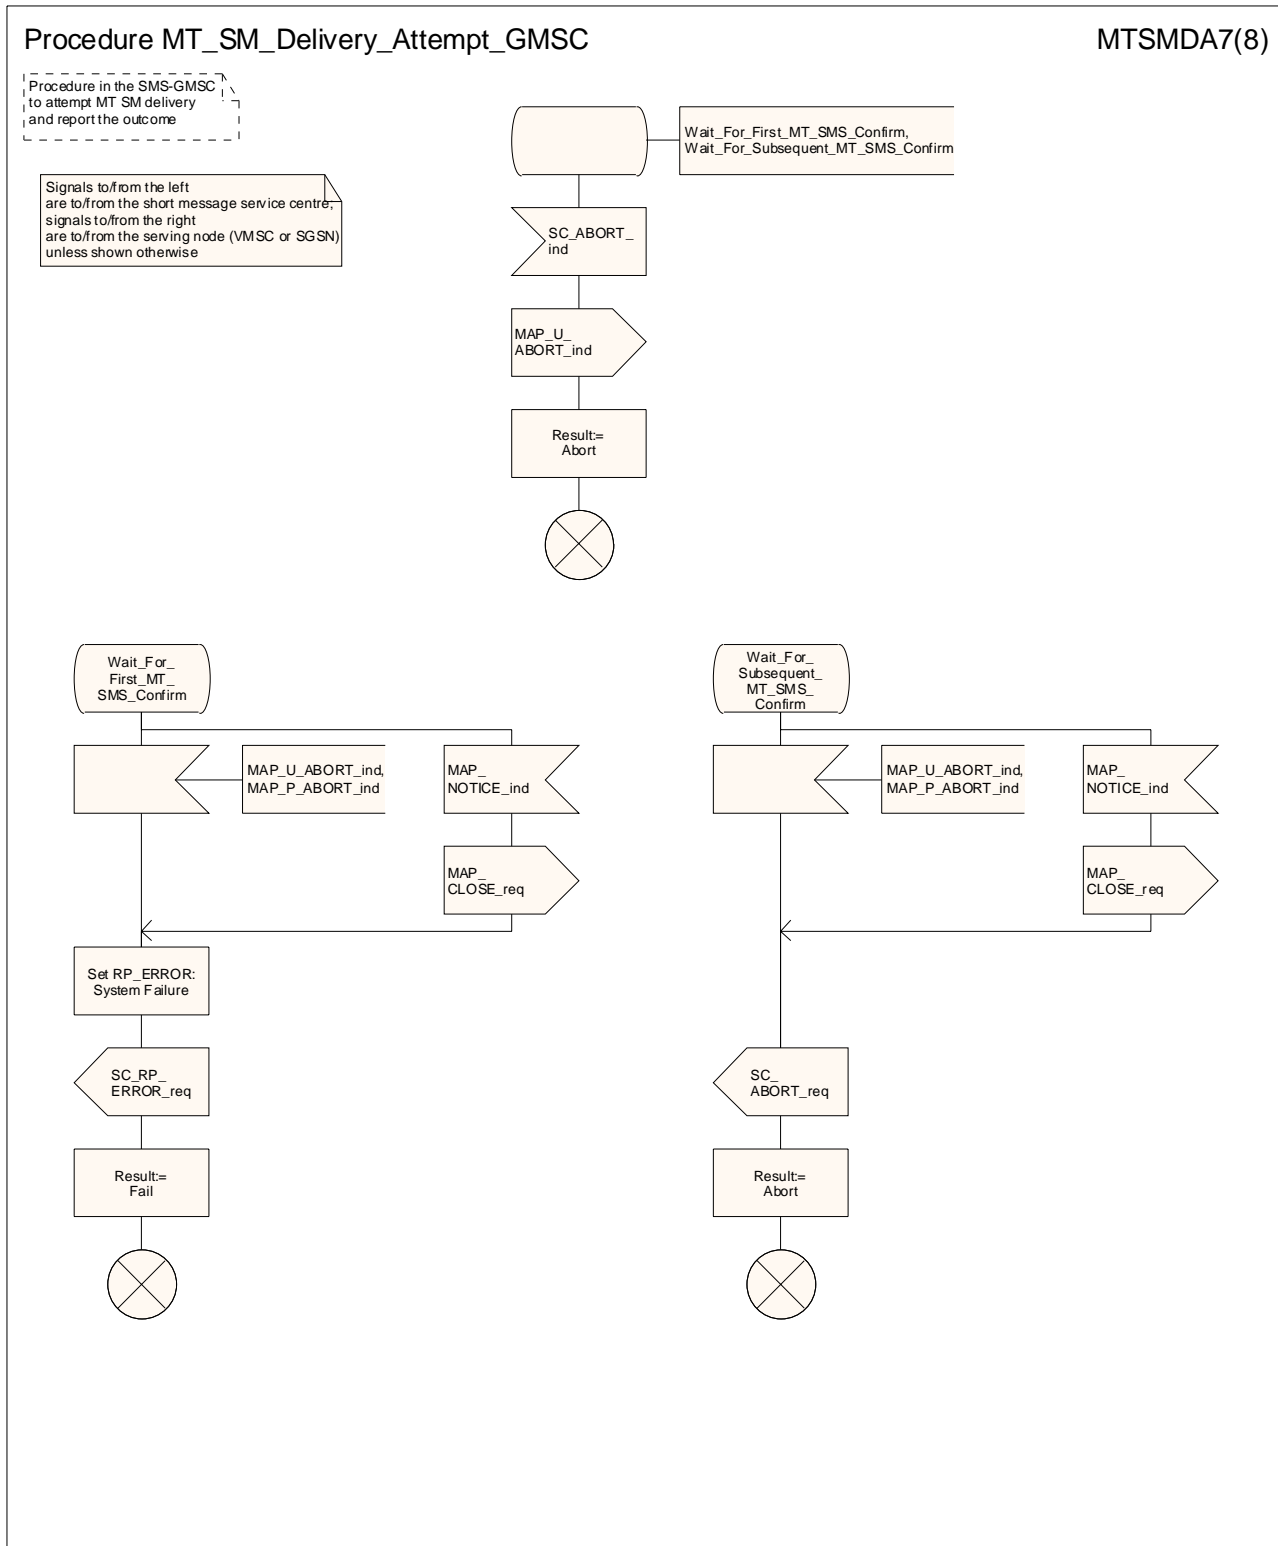 Procedure MT_SM_Delivery_Attempt_GMSC
MTSMDA7(8)
Procedure in the SMS-GMSC
to attempt MT SM delivery
and report the outcome
Signals to/from the left
are to/from the short message service centre;
signals to/from the right
are to/from the serving node (VMSC or SGSN)
unless shown otherwise
Wait_For_First_MT_SMS_Confirm,
Wait_For_Subsequent_MT_SMS_Confirm
SC_ABORT_
ind
MAP_U_
ABORT_ind
Result:=
Abort
Wait_For_
First_MT_
SMS_Confirm
MAP_U_ABORT_ind,
MAP_P_ABORT_ind
MAP_
NOTICE_ind
MAP_
CLOSE_req
Set RP_ERROR:
System Failure
SC_RP_
ERROR_req
Result:=
Fail
Wait_For_
Subsequent_
MT_SMS_
Confirm
MAP_U_ABORT_ind,
MAP_P_ABORT_ind
MAP_
NOTICE_ind
MAP_
CLOSE_req
SC_
ABORT_req
Result:=
Abort